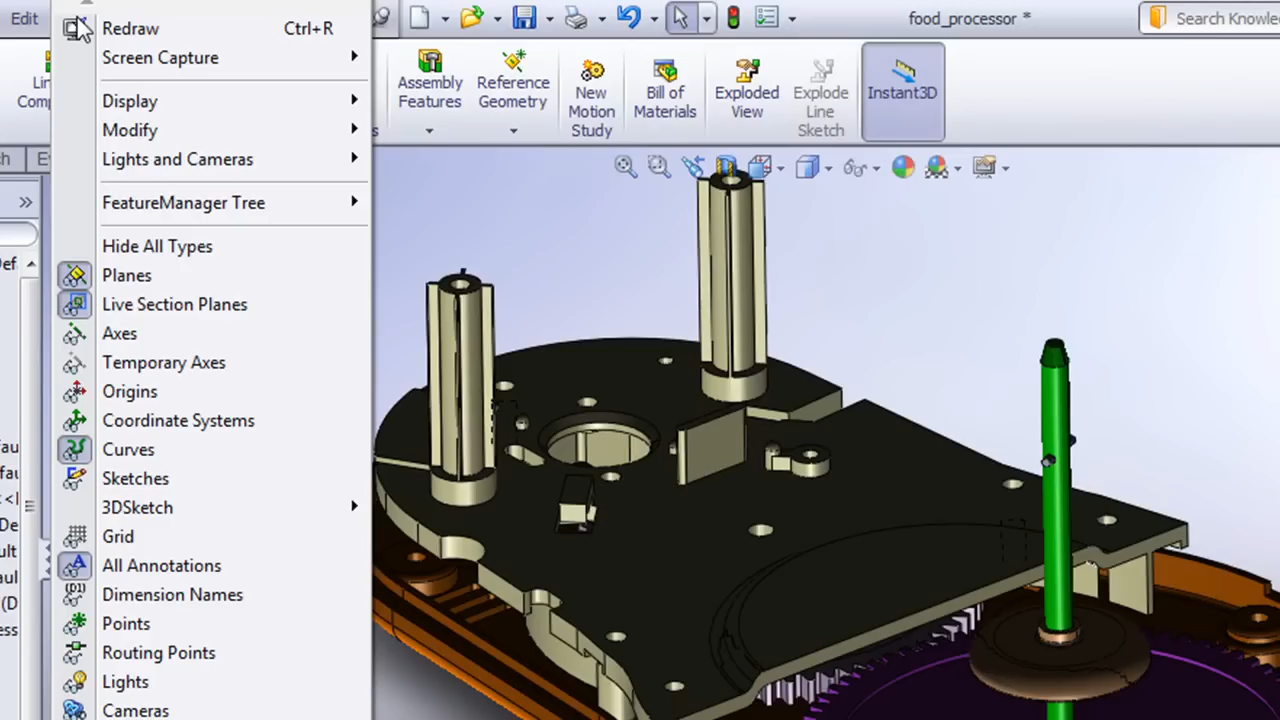 Edit
food_processor *
Search Knowle
Lin
Comp
Assembly
Features
Reference
Geometry
New
Motion
Study
Bill of
Materials
Exploded
View
Explode
Line
Sketch
Instant3D
Redraw Ctrl+R
Screen Capture
Display
Modify
Lights and Cameras
FeatureManager Tree
Hide All Types
Planes
Live Section Planes
Axes
Temporary Axes
Origins
Coordinate Systems
Curves
Sketches
3DSketch
Grid
All Annotations
Dimension Names
Points
Routing Points
Lights
Cameras